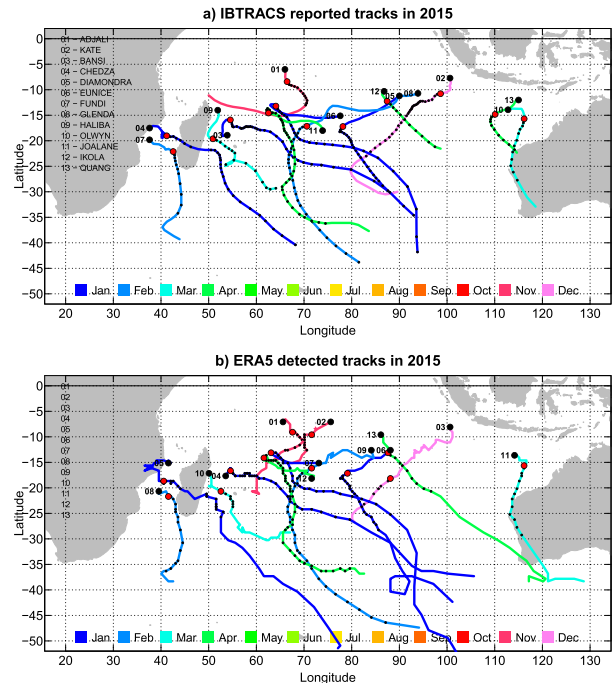 a) IBTRACS reported tracks in 2015
0
01 − ADJALI
02 − KATE
03 − BANSI
04 − CHEDZA
05 − DIAMONDRA
06 − EUNICE
07 − FUNDI
08 − GLENDA
09 − HALIBA
10 − OLWYN
11 − JOALANE
12 − IKOLA
13 − QUANG
−5
−10
−15
−20
−25
−30
−35
−40
−45
−50
Latitude
01
02
03
04
05
06
07
08
09
10
11
12
13
Jan Feb Mar Apr May Jun Jul Aug Sep Oct Nov Dec
20 30 40 50 60 70 80 90 100 110 120 130
Longitude
b) ERA5 detected tracks in 2015
0
01
02
03
04
05
06
07
08
09
10
11
12
13
−5
−10
−15
−20
−25
−30
−35
−40
−45
−50
Latitude
01
02
03
04
06
07
08
09
10
11
12
13
Jan Feb Mar Apr May Jun Jul Aug Sep Oct Nov Dec
20 30 40 50 60 70 80 90 100 110 120 130
Longitude